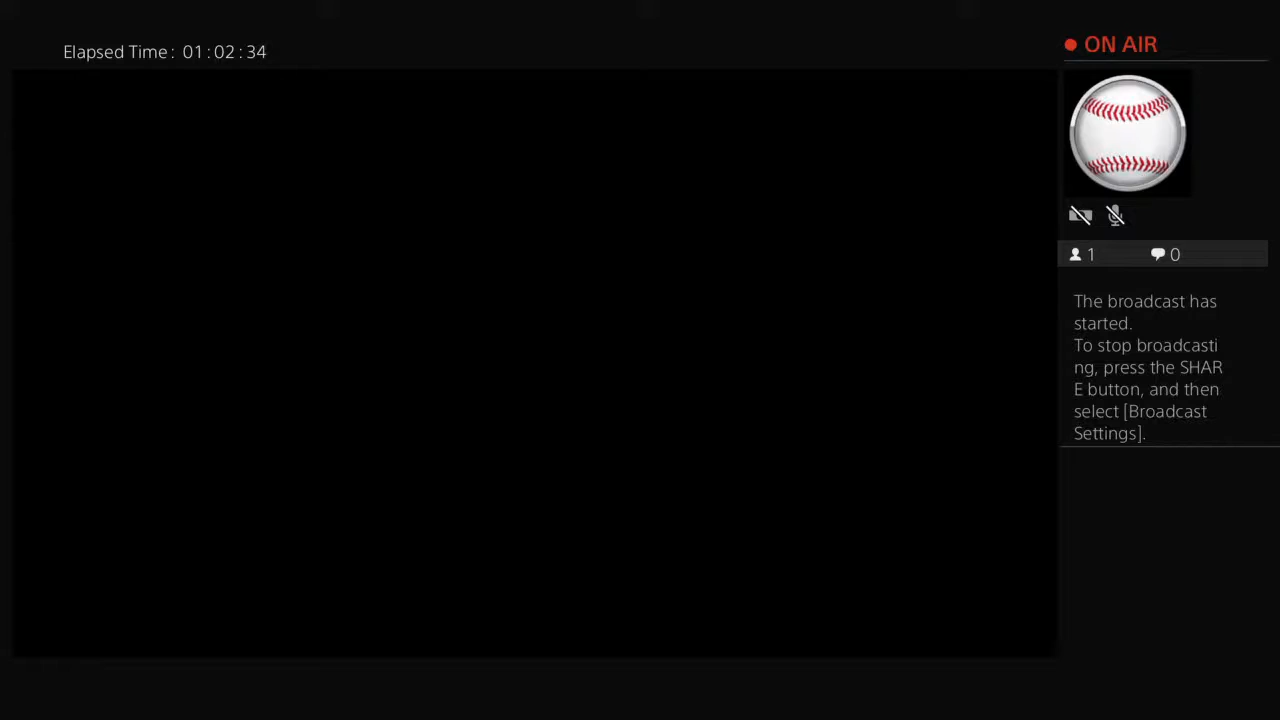 Elapsed Time: 01:02:34
ON AIR
1 0
The broadcast has
started.
To stop broadcasti
ng, press the SHAR
E button, and then
select [Broadcast
Settings].